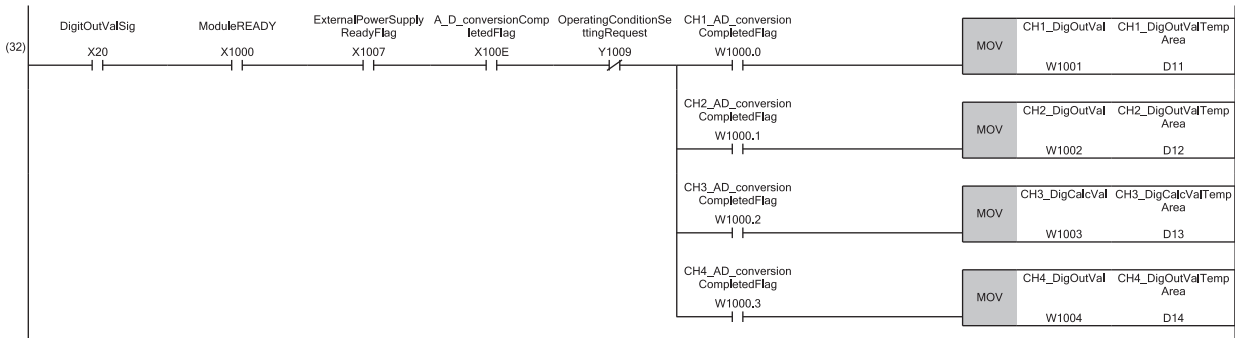 DigitOutValSig
ModuleREADY
ExternalPowerSupply
ReadyFlag
A_D_conversionComp
letedFlag
OperatingConditionSe
ttingRequest
CH1_AD_conversion
CompletedFlag
CH1_DigOutVal
CH1_DigOutValTemp
Area
(32)
X20
X1000
X1007
X100E
Y1009
W1000.0
MOV
W1001
D11
CH2_AD_conversion
CompletedFlag
W1000.1
MOV
CH2_DigOutVal
CH2_DigOutValTemp
Area
W1002
D12
CH3_AD_conversion
CompletedFlag
W1000.2
MOV
CH3_DigCalcVal
CH3_DigCalcValTemp
Area
W1003
D13
CH4_AD_conversion
CompletedFlag
W1000.3
MOV
CH4_DigOutVal
CH4_DigOutValTemp
Area
W1004
D14